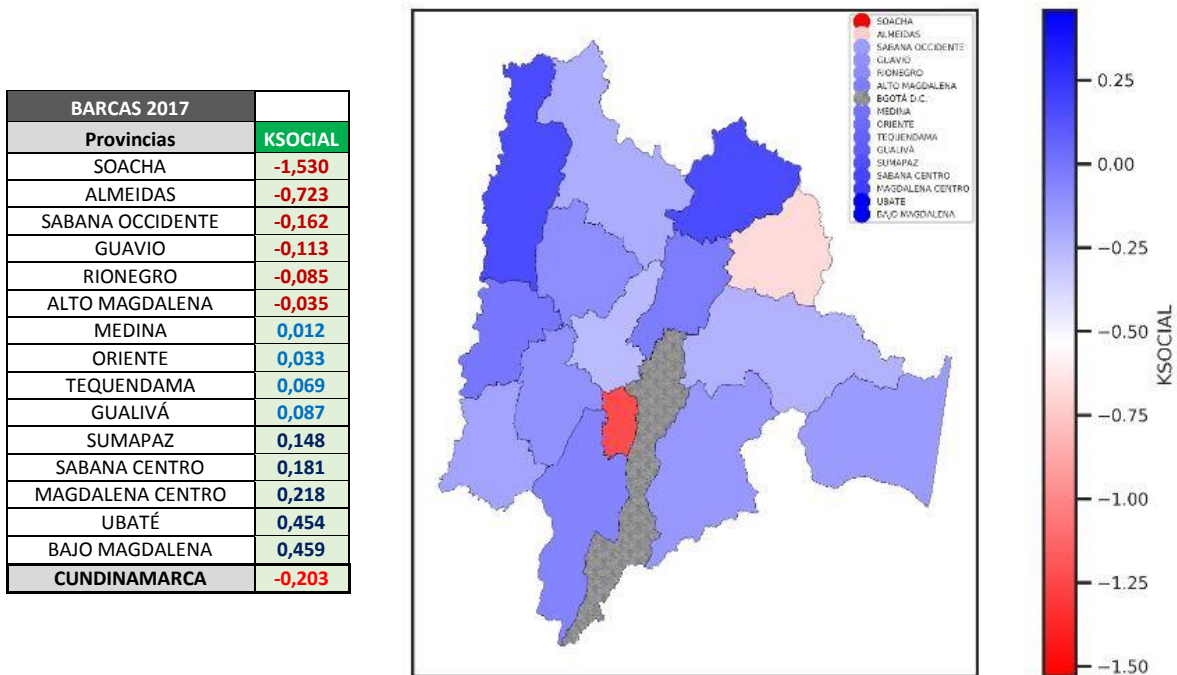 BARCAS 2017
Provincias KSOCIAL
SOACHA -1,530
ALMEIDAS -0,723
SABANA OCCIDENTE -0,162
GUAVIO -0,113
RIONEGRO -0,085
ALTO MAGDALENA -0,035
MEDINA 0,012
ORIENTE 0,033
TEQUENDAMA 0,069
GUALIVÁ 0,087
SUMAPAZ 0,148
SABANA CENTRO 0,181
MAGDALENA CENTRO 0,218
UBATÉ 0,454
BAJO MAGDALENA 0,459
CUNDINAMARCA -0,203
SOACHA
ALMEIDAS
SABANA OCCIDENTE
GUAVIO
RIONEGRO
ALTO MAGDALENA
BGOTÁ D.C.
MEDINA
ORIENTE
TEQUENDAMA
GUALIVÁ
SUMAPAZ
SABANA CENTRO
MAGDALENA CENTRO
UBATE
BAJO MAGDALENA
0.25
0.00
−0.25
−0.50
−0.75
−1.00
−1.25
−1.50
KSOCIAL